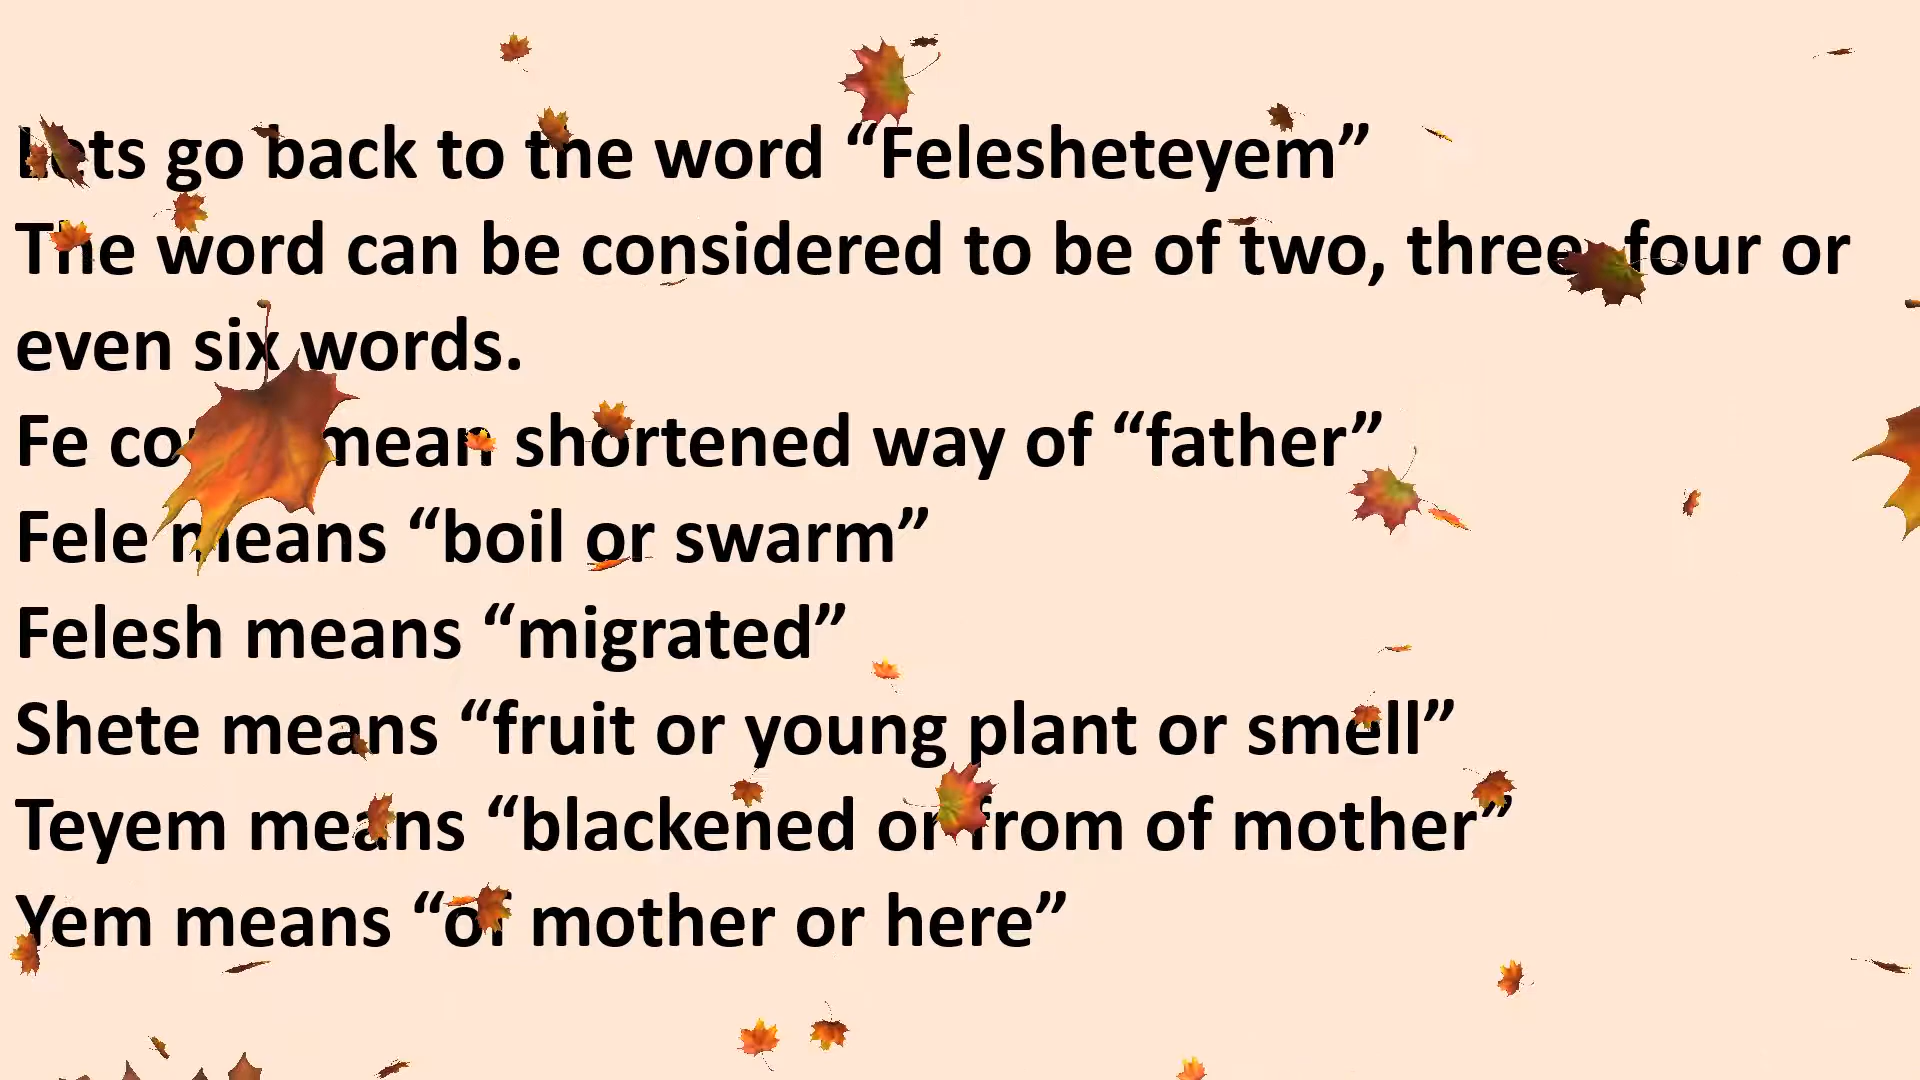 Lets go back to the word “Felesheteyem”
The word can be considered to be of two, three, four or
even six words.
Fe mean shortened way of “father”
Fele means “boil or swarm”
Felesh means “migrated”
Shete means “fruit or young plant or smell”
Teyem means “blackened or from of mother”
Yem means “of mother or here”